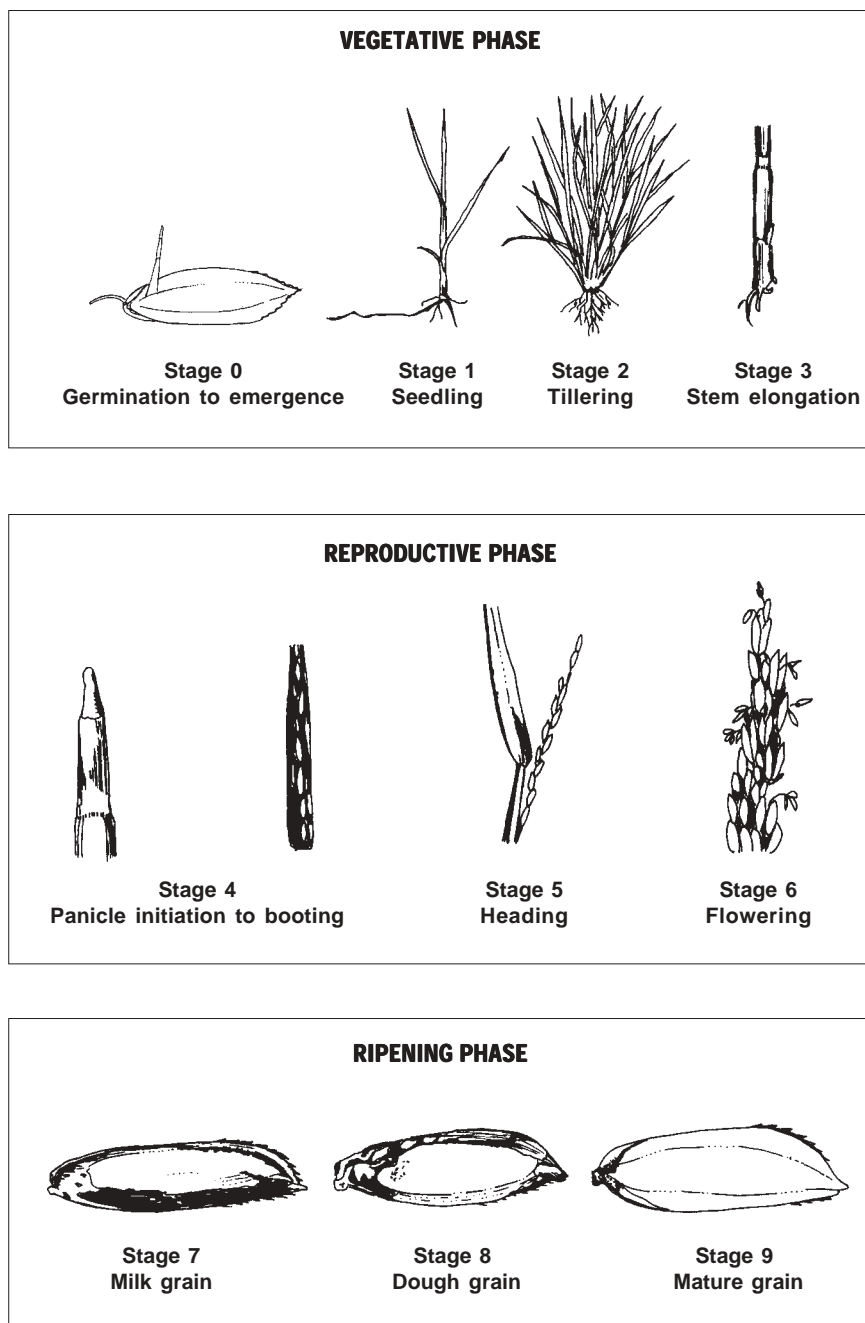 VEGETATIVE PHASE
Stage 0
Germination to emergence
Stage 1
Seedling
Stage 2
Tillering
Stage 3
Stem elongation
REPRODUCTIVE PHASE
Stage 4
Panicle initiation to booting
Stage 5
Heading
Stage 6
Flowering
RIPENING PHASE
Stage 7
Milk grain
Stage 8
Dough grain
Stage 9
Mature grain